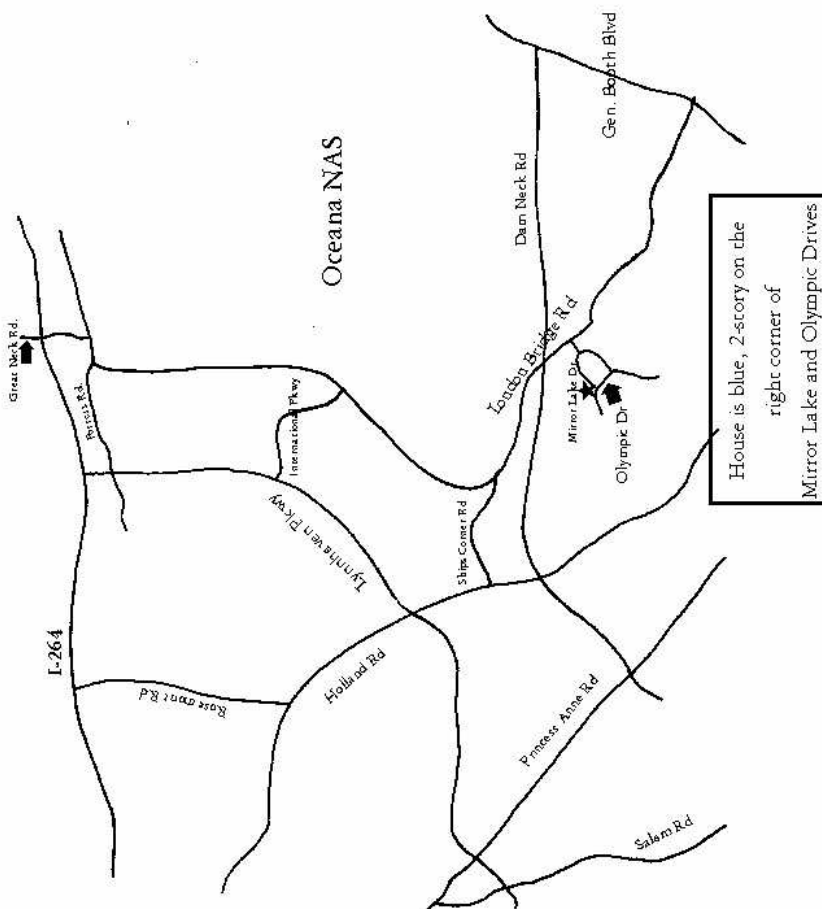 Great Neck Rd.
I-264
Oceana NAS
International Pkwy
Lynnhaven Pkwy
Rosemont Rd
Holland Rd
Ships Corner Rd
London Bridge Rd
Dam Neck Rd
Gen. Booth Blvd
Mirror Lake Dr
Olympic Dr
Princess Anne Rd
Salem Rd
House is blue, 2-story on the
right corner of
Mirror Lake and Olympic Drives